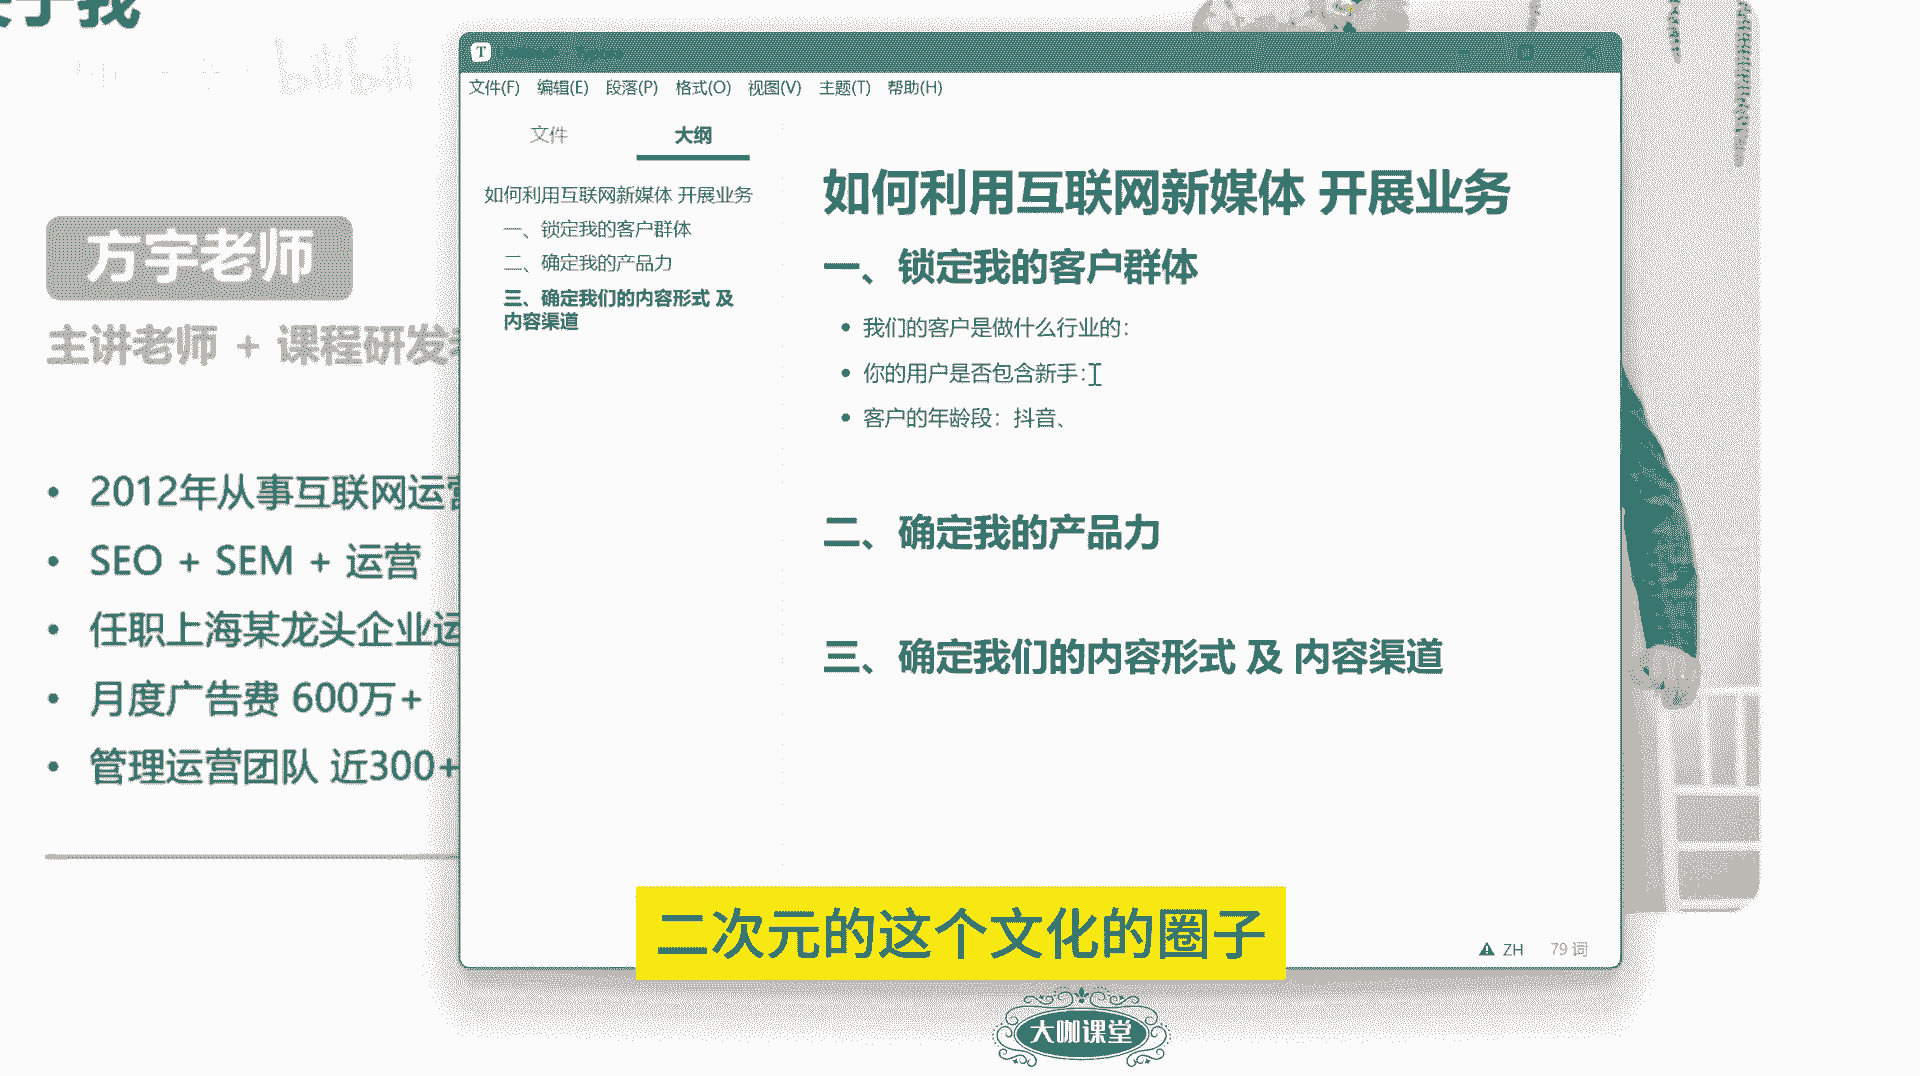 bilibili
方宇老师
主讲老师 + 课程研发
• 2012年从事互联网运营
• SEO + SEM + 运营
• 任职上海某龙头企业运
• 月度广告费 600万+
• 管理运营团队 近300+
T
文件(F) 编辑(E) 段落(P) 格式(O) 视图(V) 主题(T) 帮助(H)
文件 大纲
如何利用互联网新媒体 开展业务
一、锁定我的客户群体
二、确定我的产品力
三、确定我们的内容形式 及
内容渠道
如何利用互联网新媒体 开展业务
一、锁定我的客户群体
• 我们的客户是做什么行业的：
• 你的用户是否包含新手：
• 客户的年龄段：抖音、
二、确定我的产品力
三、确定我们的内容形式 及 内容渠道
ZH 79 词
二次元的这个文化的圈子
大咖课堂